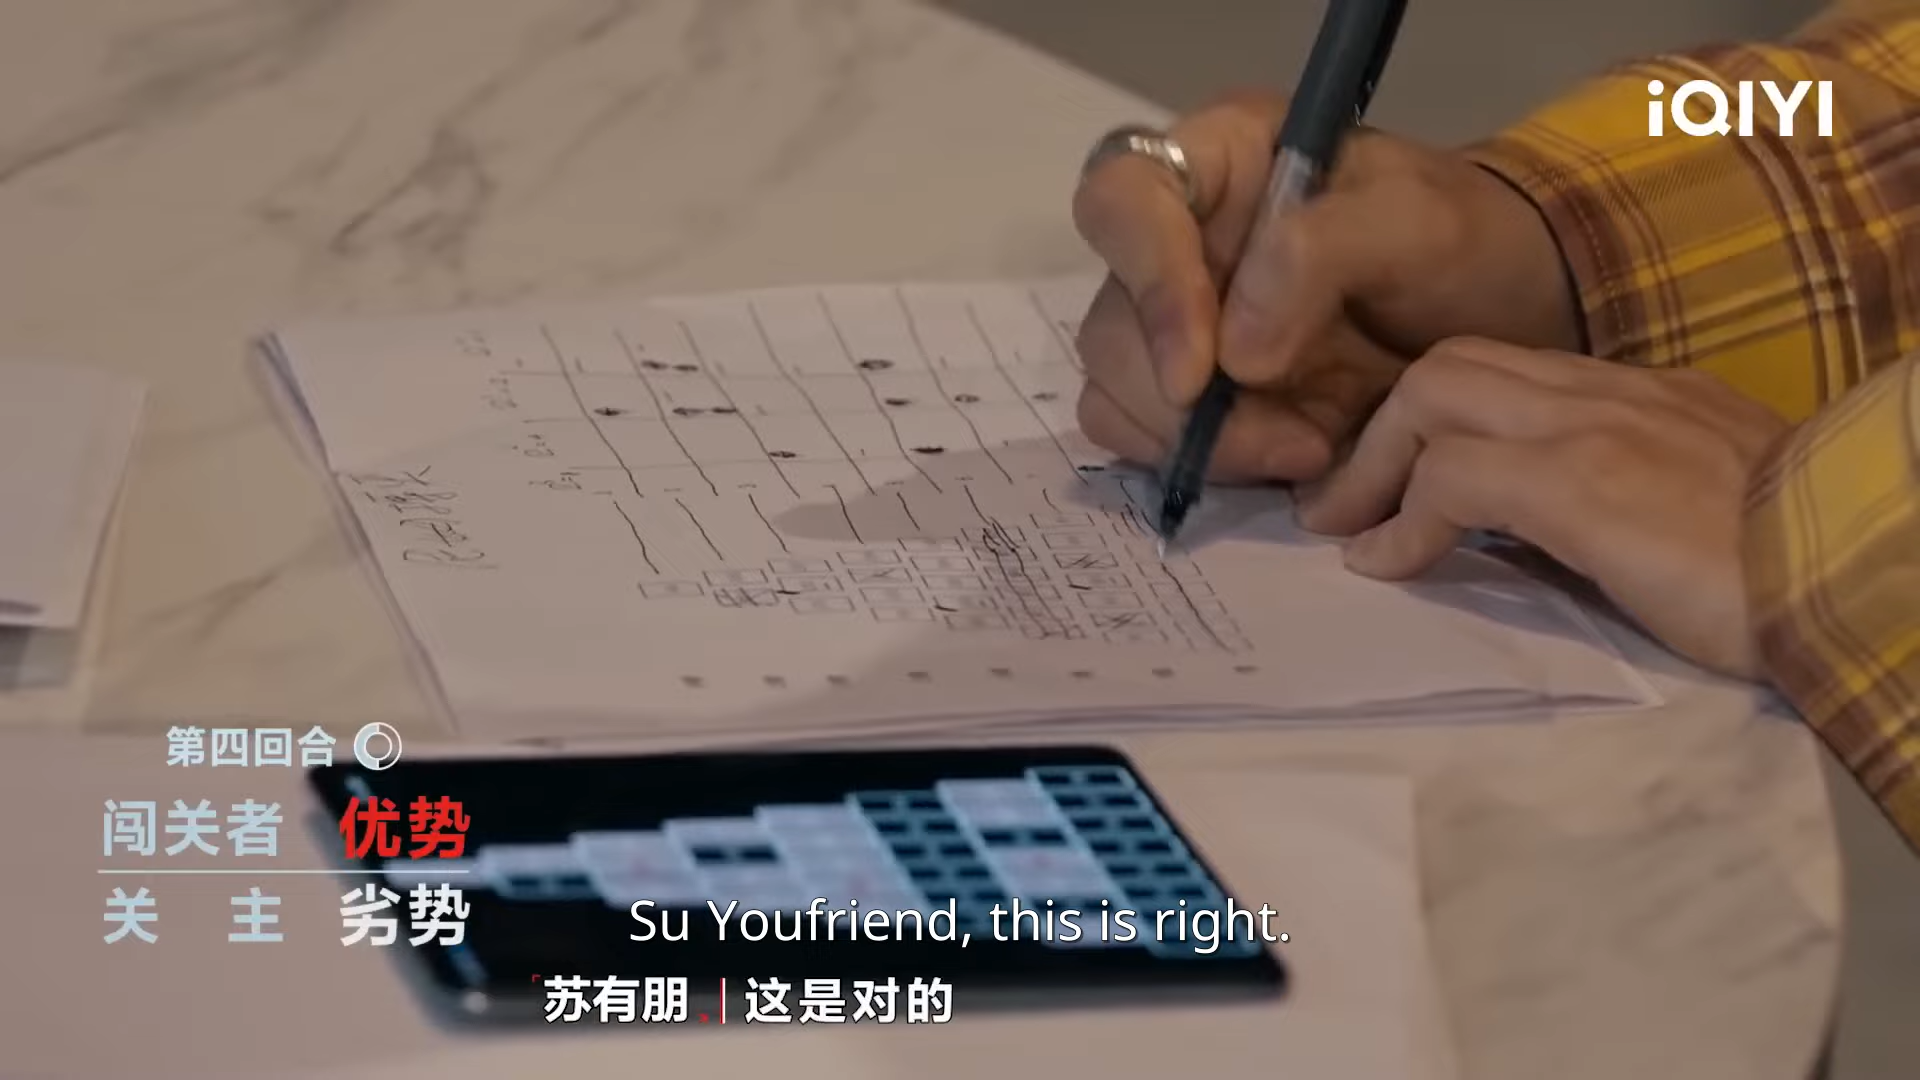 iQIYI
第四回合
闯关者 优势
关主 劣势
Su Youfriend, this is right.
「苏有朋」 这是对的